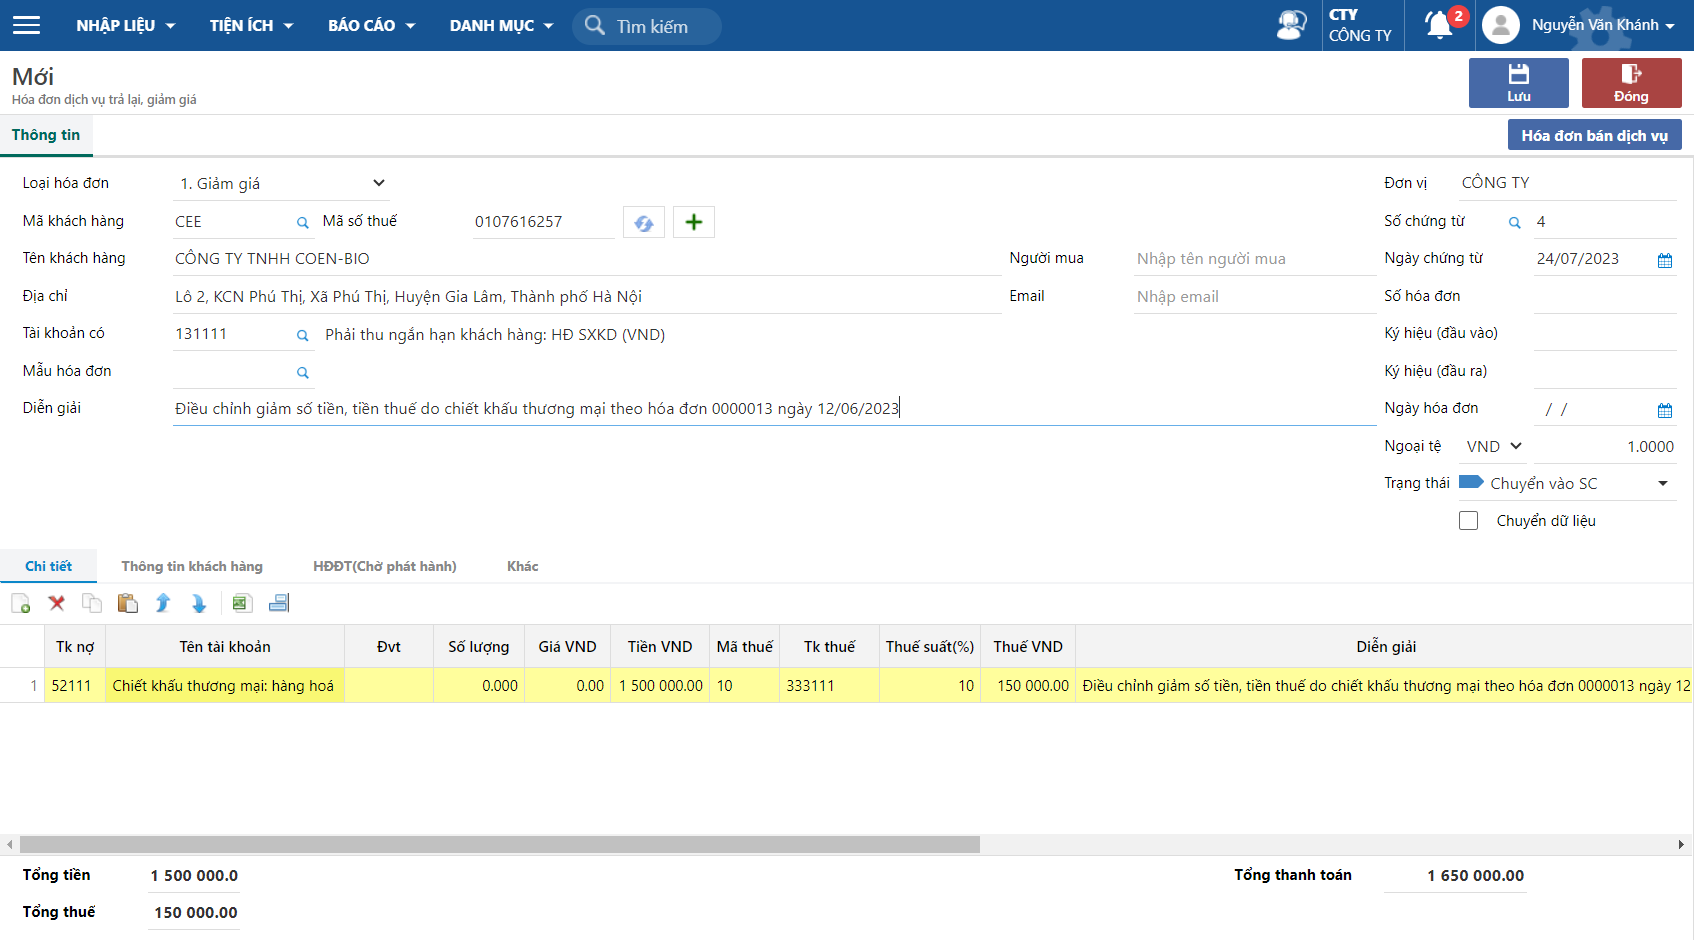 NHẬP LIỆU TIỆN ÍCH BÁO CÁO DANH MỤC Tìm kiếm CTY CÔNG TY 2 Nguyễn Văn Khánh
Mới
Hóa đơn dịch vụ trả lại, giảm giá
Lưu Đóng
Thông tin Hóa đơn bán dịch vụ
Loại hóa đơn 1. Giảm giá Đơn vị CÔNG TY
Mã khách hàng CEE Mã số thuế 0107616257 Số chứng từ 4
Tên khách hàng CÔNG TY TNHH COEN-BIO Người mua Nhập tên người mua Ngày chứng từ 24/07/2023
Địa chỉ Lô 2, KCN Phú Thị, Xã Phú Thị, Huyện Gia Lâm, Thành phố Hà Nội Email Nhập email Số hóa đơn
Tài khoản có 131111 Phải thu ngắn hạn khách hàng: HĐ SXKD (VND) Ký hiệu (đầu vào)
Mẫu hóa đơn Ký hiệu (đầu ra)
Diễn giải Điều chỉnh giảm số tiền, tiền thuế do chiết khấu thương mại theo hóa đơn 0000013 ngày 12/06/2023 Ngày hóa đơn / /
Ngoại tệ VND 1.0000
Trạng thái Chuyển vào SC
Chuyển dữ liệu
Chi tiết Thông tin khách hàng HĐĐT(Chờ phát hành) Khác
Tk nợ Tên tài khoản Đvt Số lượng Giá VND Tiền VND Mã thuế Tk thuế Thuế suất(%) Thuế VND Diễn giải
1 52111 Chiết khấu thương mại: hàng hoá 0.000 0.00 1 500 000.00 10 333111 10 150 000.00 Điều chỉnh giảm số tiền, tiền thuế do chiết khấu thương mại theo hóa đơn 0000013 ngày 12
Tổng tiền 1 500 000.0 Tổng thanh toán 1 650 000.00
Tổng thuế 150 000.00